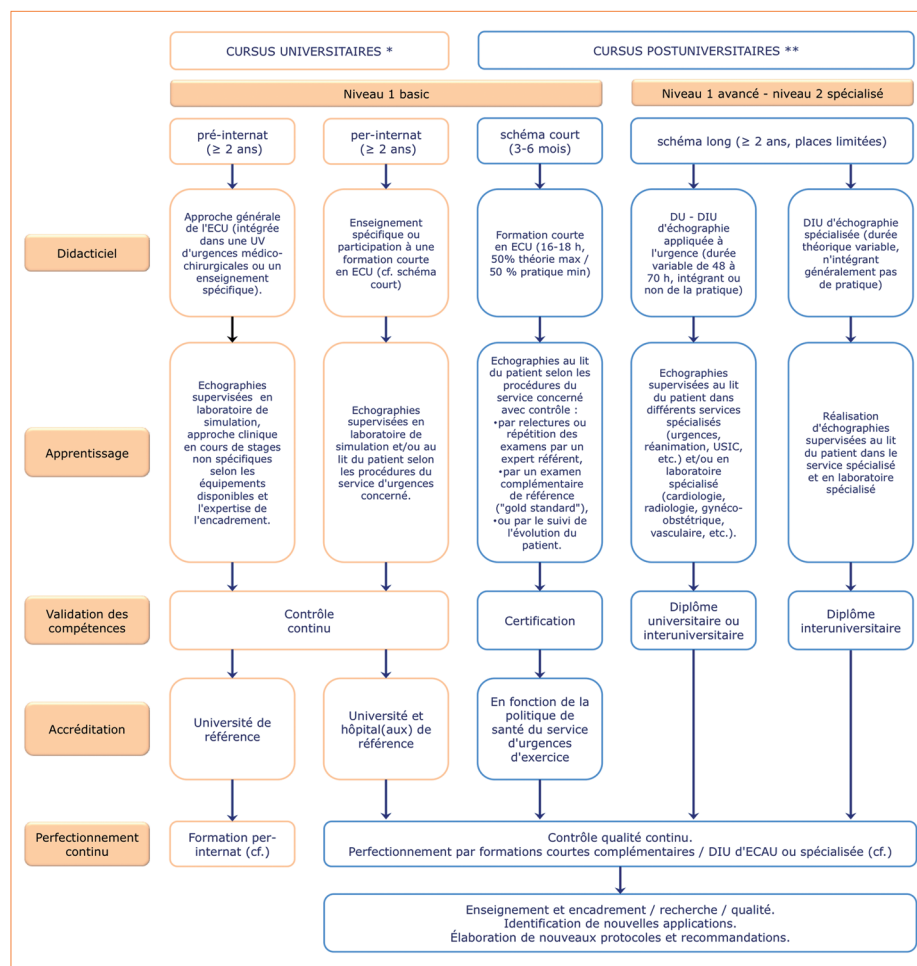 CURSUS UNIVERSITAIRES *
CURSUS POSTUNIVERSITAIRES **
Niveau 1 basic
Niveau 1 avancé - niveau 2 spécialisé
pré-internat
(≥ 2 ans)
per-internat
(≥ 2 ans)
schéma court
(3-6 mois)
schéma long (≥ 2 ans, places limitées)
Didacticiel
Approche générale
de l'ECU (intégrée
dans une UV
d'urgences médico-
chirurgicales ou un
enseignement
spécifique).
Enseignement
spécifique ou
participation à une
formation courte
en ECU (cf. schéma
court)
Formation courte
en ECU (16-18 h,
50% théorie max /
50 % pratique min)
DU - DIU
d'échographie
appliquée à
l'urgence (durée
variable de 48 à
70 h, intégrant ou
non de la pratique)
DIU d'échographie
spécialisée (durée
théorique variable,
n'intégrant
généralement pas
de pratique)
Apprentissage
Echographies
supervisées en
laboratoire de
simulation,
approche clinique
en cours de stages
non spécifiques
selon les
équipements
disponibles et
l'expertise de
l'encadrement.
Echographies
supervisées en
laboratoire de
simulation et/ou au
lit du patient selon
les procédures du
service d'urgences
concerné.
Echographies au lit
du patient selon les
procédures du
service concerné
avec contrôle :
•par relectures ou
répétition des
examens par un
expert référent,
•par un examen
complémentaire
de référence
("gold standard"),
•ou par le suivi de
l'évolution du
patient.
Echographies
supervisées au lit
du patient dans
différents services
spécialisés
(urgences,
réanimation, USIC,
etc.) et/ou en
laboratoire
spécialisé
(cardiologie,
radiologie, gynéco-
obstétrique,
vasculaire, etc.).
Réalisation
d'échographies
supervisées au lit
du patient dans le
service spécialisé
et en laboratoire
spécialisé
Validation des
compétences
Contrôle
continu
Certification
Diplôme
universitaire ou
interuniversitaire
Diplôme
interuniversitaire
Accréditation
Université de
référence
Université et
hôpital(aux) de
référence
En fonction de la
politique de
santé du service
d'urgences
d'exercice
Perfectionnement
continu
Formation per-
internat (cf.)
Contrôle qualité continu.
Perfectionnement par formations courtes complémentaires / DIU d'ECAU ou spécialisée (cf.)
Enseignement et encadrement / recherche / qualité.
Identification de nouvelles applications.
Élaboration de nouveaux protocoles et recommandations.